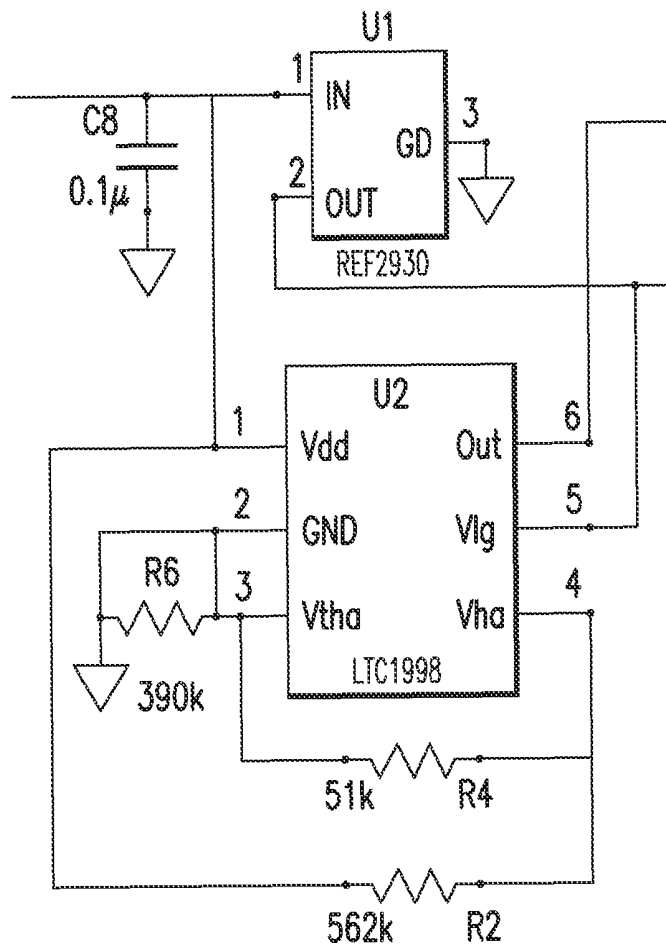 U1
1
IN
C8
3
GD
0.1µ
2
OUT
REF2930
U2
1
6
Vdd
Out
2
5
GND
Vlg
R6
3
4
Vtha
Vha
390k
LTC1998
51k
R4
562k
R2